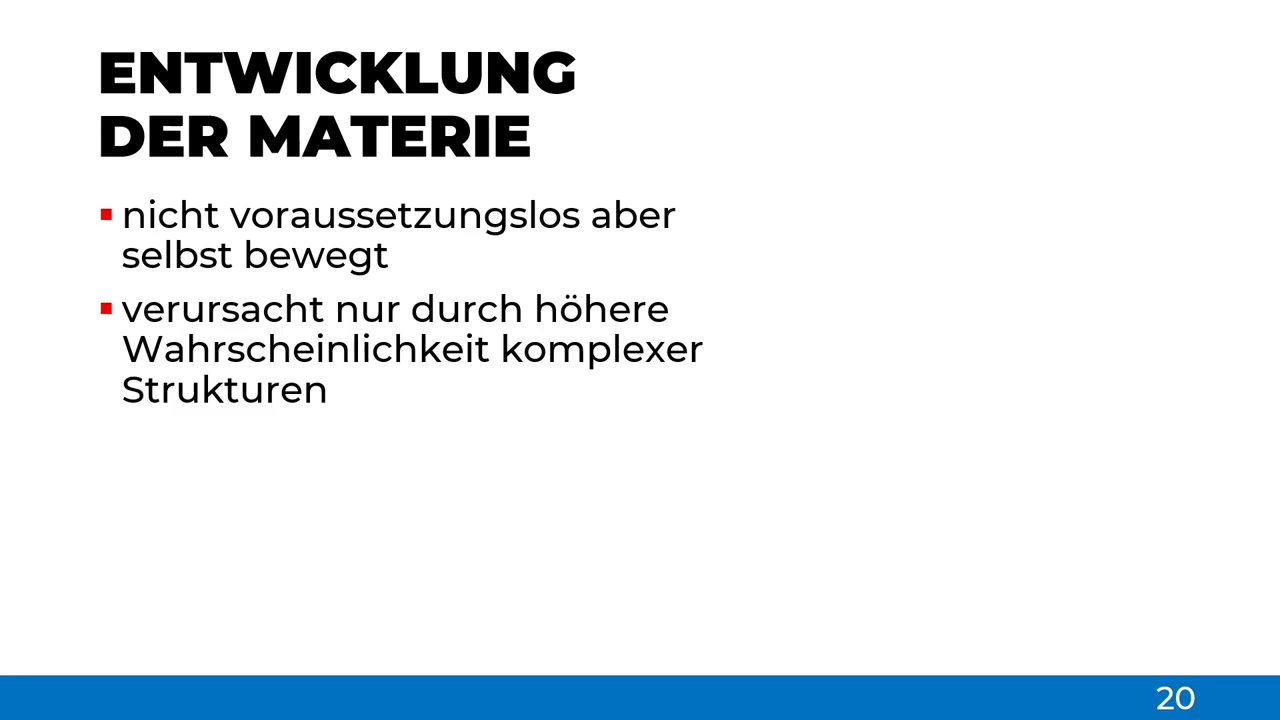 ENTWICKLUNG
DER MATERIE
▪ nicht voraussetzungslos aber
selbst bewegt
▪ verursacht nur durch höhere
Wahrscheinlichkeit komplexer
Strukturen
20